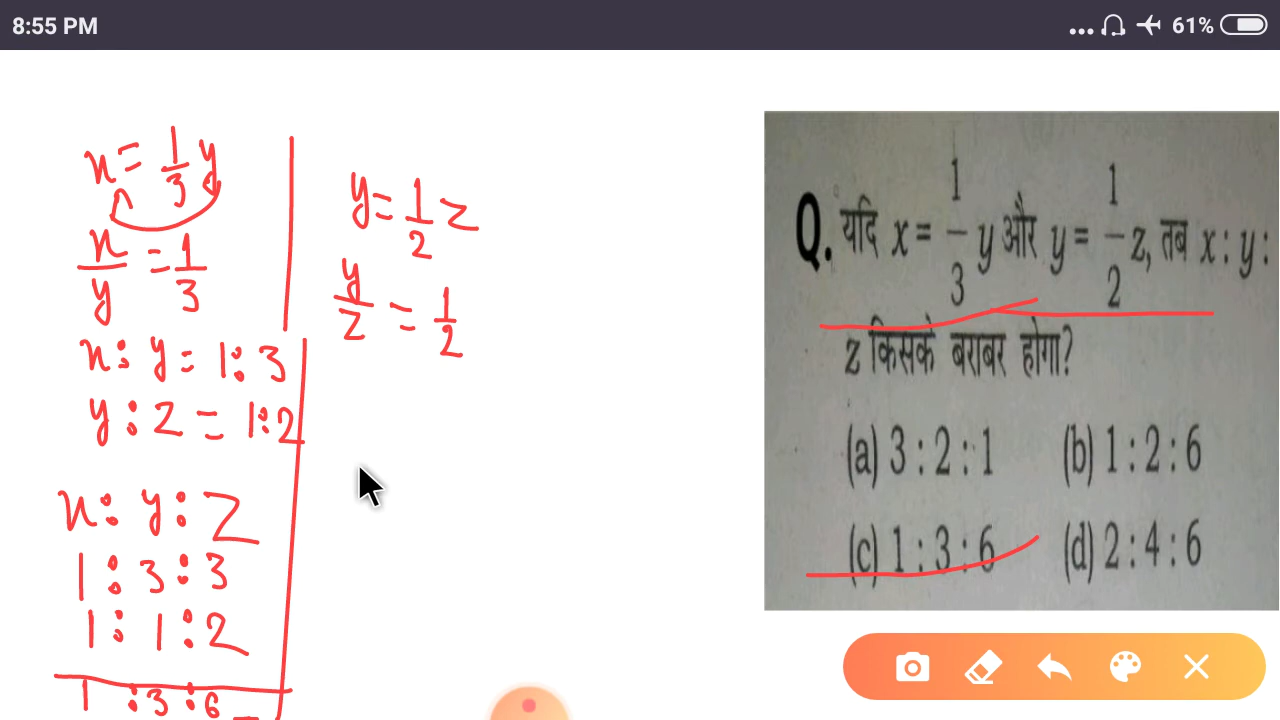 8:55 PM
61%
x = 1/3 y
x/y = 1/3
x : y = 1 : 3
y : z = 1 : 2
x : y : z
1 : 3 : 3
1 : 1 : 2
1 : 3 : 6
y = 1/2 z
y/z = 1/2
Q. यदि x = 1/3 y और y = 1/2 z, तब x : y :
z किसके बराबर होगा?
(a) 3 : 2 : 1 (b) 1 : 2 : 6
(c) 1 : 3 : 6 (d) 2 : 4 : 6